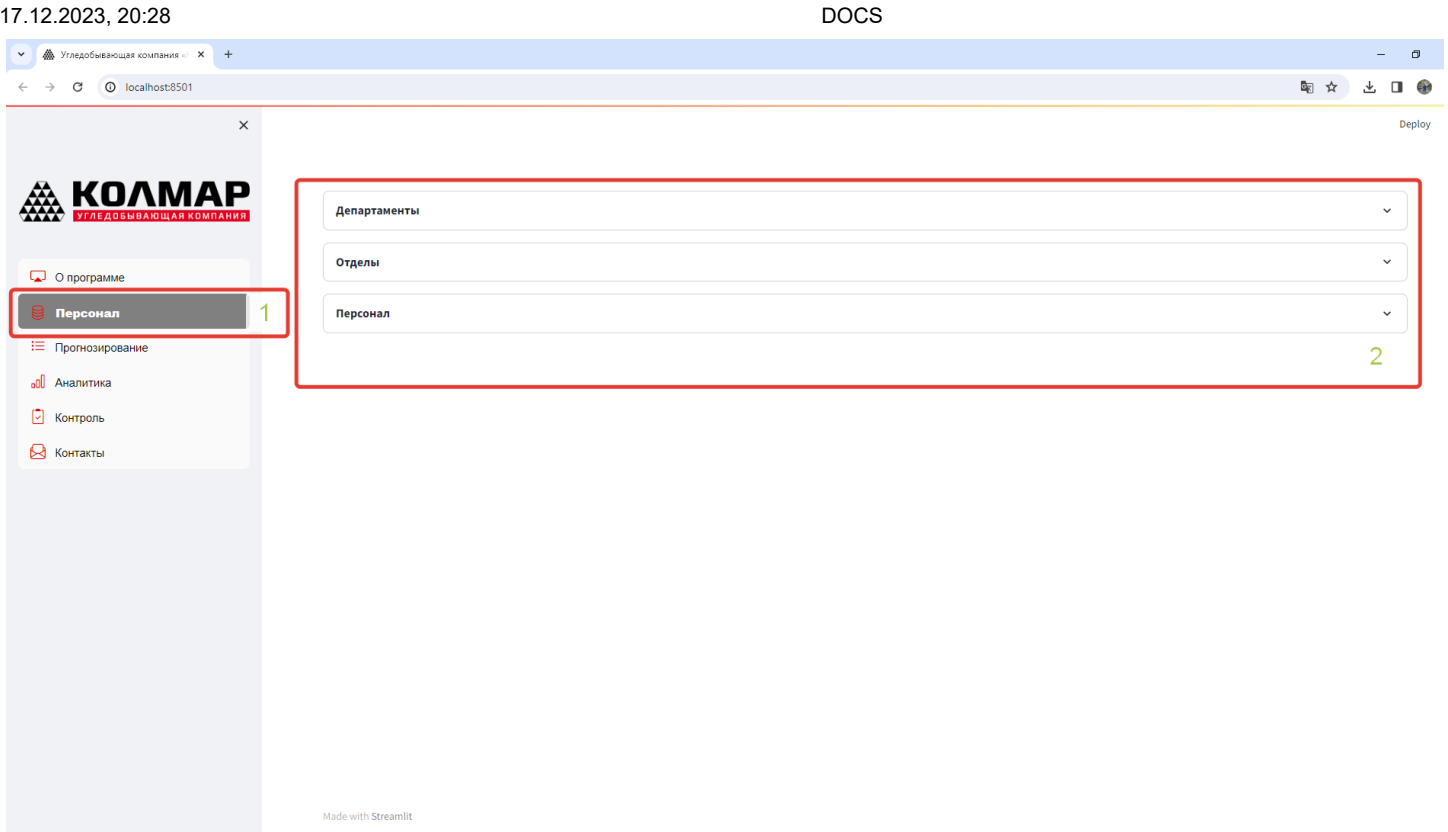 17.12.2023, 20:28 DOCS
Угледобывающая компания «
localhost:8501
Deploy
КОЛМАР
УГЛЕДОБЫВАЮЩАЯ КОМПАНИЯ
О программе
Персонал
1
Прогнозирование
Аналитика
Контроль
Контакты
Департаменты
Отделы
Персонал
2
Made with Streamlit